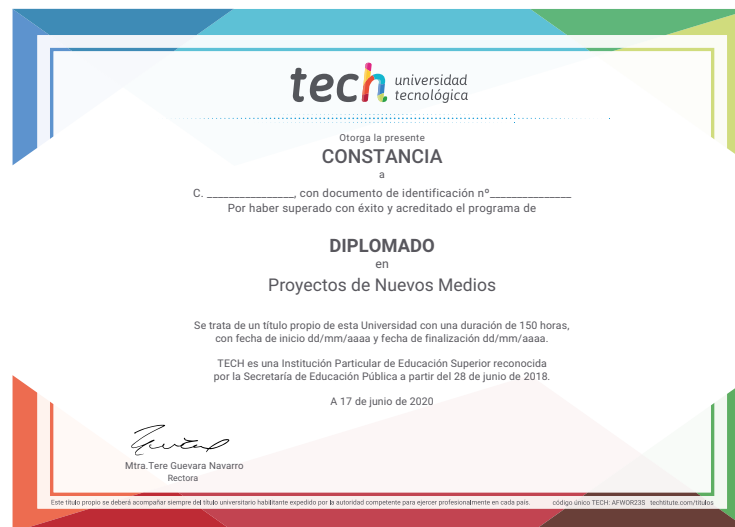 tech universidad
tecnológica
Otorga la presente
CONSTANCIA
a
C. ________________, con documento de identificación nº_______________
Por haber superado con éxito y acreditado el programa de
DIPLOMADO
en
Proyectos de Nuevos Medios
Se trata de un título propio de esta Universidad con una duración de 150 horas,
con fecha de inicio dd/mm/aaaa y fecha de finalización dd/mm/aaaa.
TECH es una Institución Particular de Educación Superior reconocida
por la Secretaría de Educación Pública a partir del 28 de junio de 2018.
A 17 de junio de 2020
Mtra.Tere Guevara Navarro
Rectora
Este título propio se deberá acompañar siempre del título universitario habilitante expedido por la autoridad competente para ejercer profesionalmente en cada país. código único TECH: AFWOR23S techtitute.com/títulos